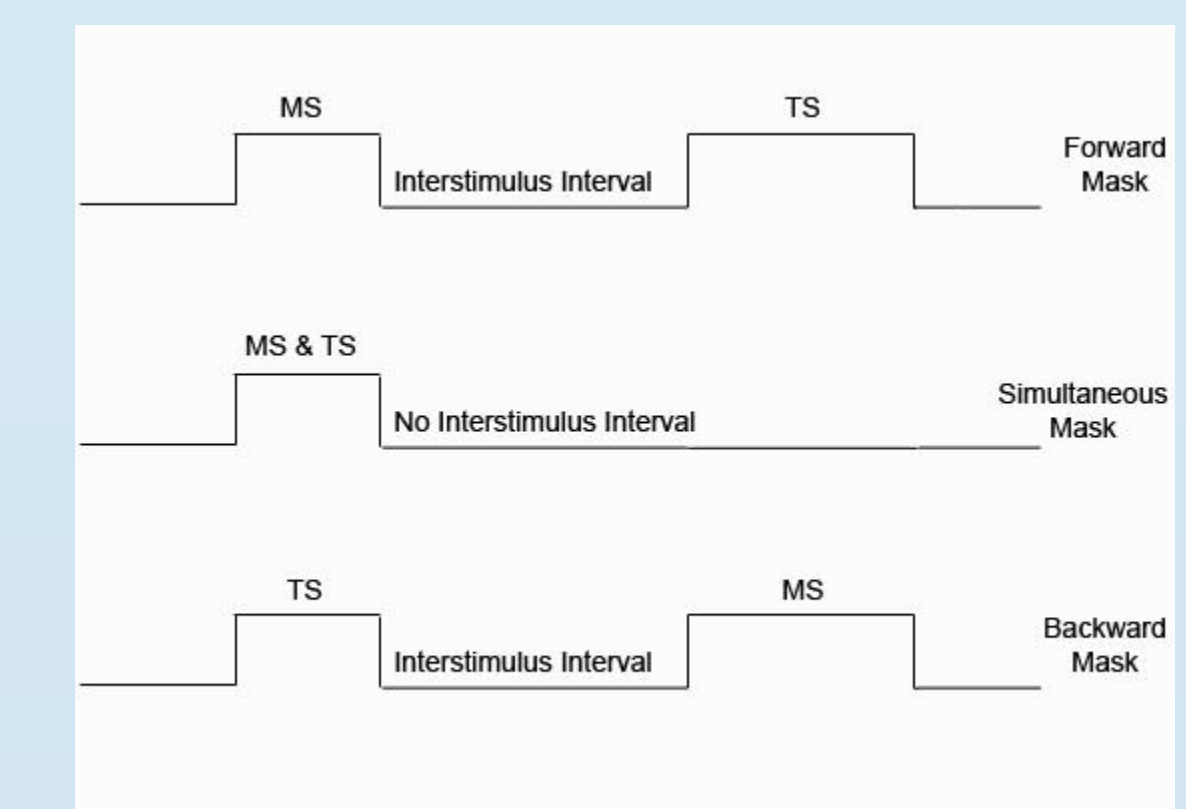 MS
TS
Forward
Mask
Interstimulus Interval
MS & TS
Simultaneous
Mask
No Interstimulus Interval
TS
MS
Backward
Mask
Interstimulus Interval